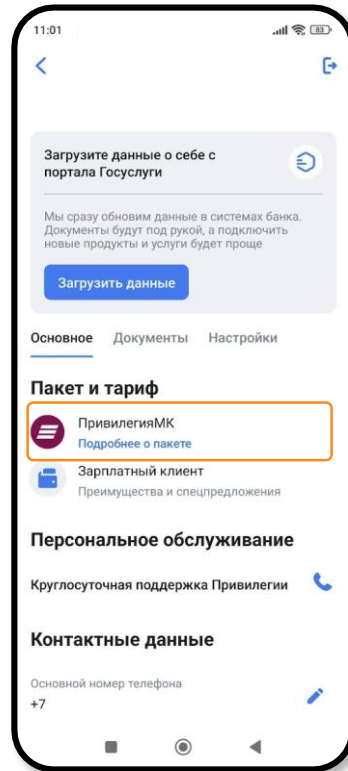 11:01
83
Загрузите данные о себе с
портала Госуслуги
Мы сразу обновим данные в системах банка.
Документы будут под рукой, а подключить
новые продукты и услуги будет проще
Загрузить данные
Основное Документы Настройки
Пакет и тариф
ПривилегияМК
Подробнее о пакете
Зарплатный клиент
Преимущества и спецпредложения
Персональное обслуживание
Круглосуточная поддержка Привилегии
Контактные данные
Основной номер телефона
+7